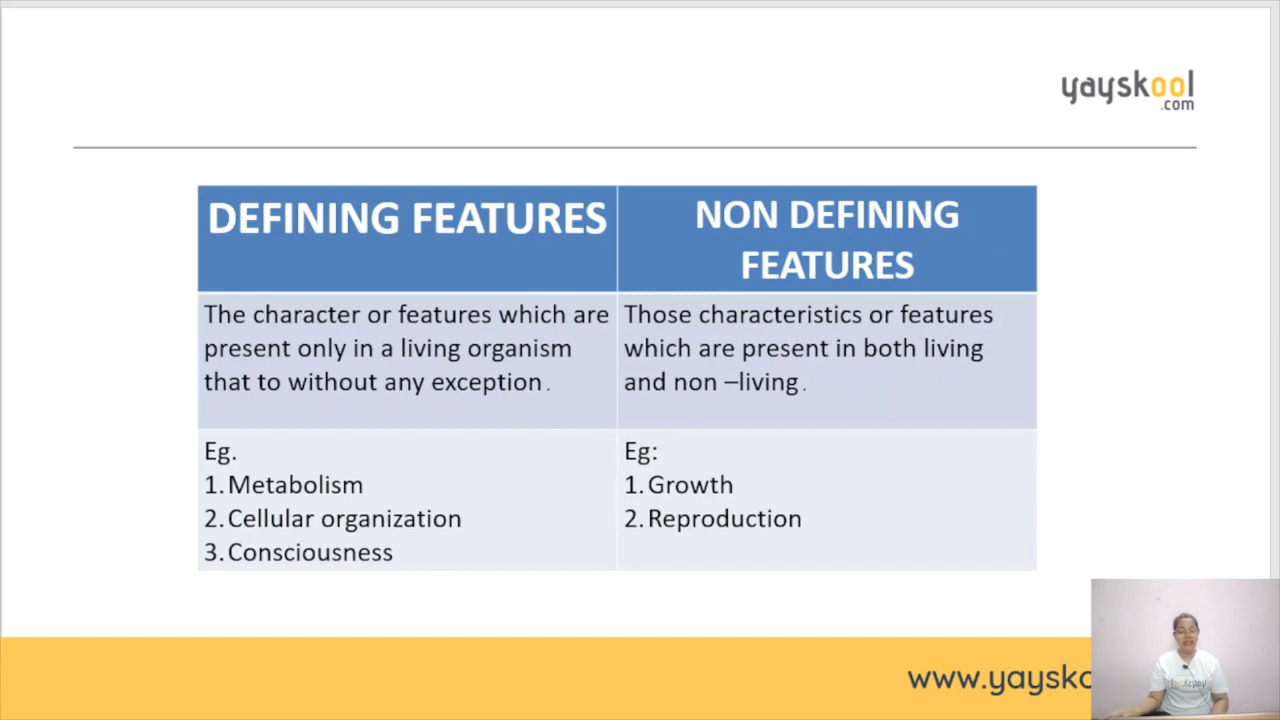 yayskool
.com
DEFINING FEATURES
NON DEFINING
FEATURES
The character or features which are
present only in a living organism
that to without any exception.
Those characteristics or features
which are present in both living
and non –living.
Eg.
1. Metabolism
2. Cellular organization
3. Consciousness
Eg:
1. Growth
2. Reproduction
www.yaysko